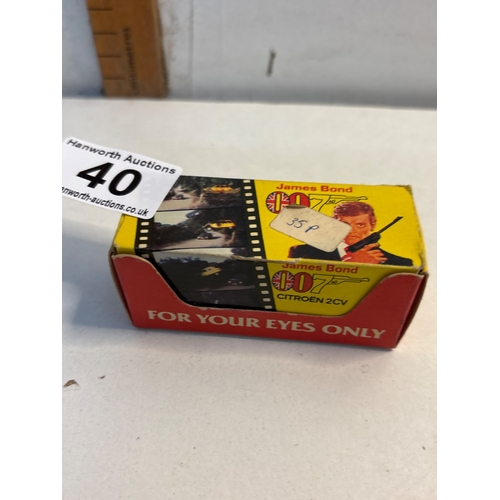 Hanworth Auctions
40
hanworth-auctions.co.uk
James Bond
007
35P
James Bond
007
CITROËN 2CV
FOR YOUR EYES ONLY